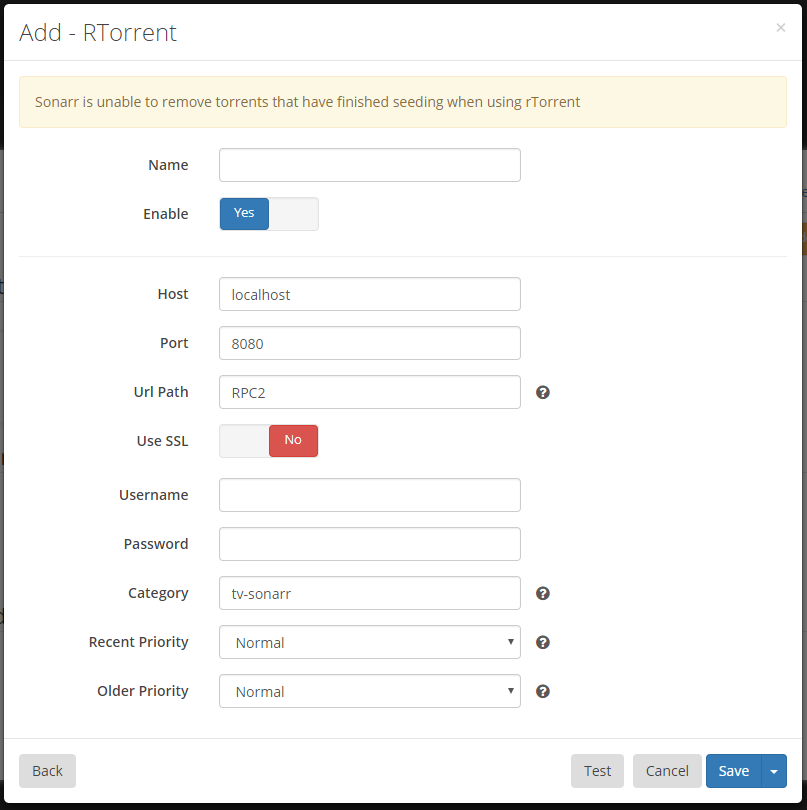 Add - RTorrent
×
Sonarr is unable to remove torrents that have finished seeding when using rTorrent
Name
Enable Yes
Host localhost
Port 8080
Url Path RPC2
Use SSL No
Username
Password
Category tv-sonarr
Recent Priority Normal
Older Priority Normal
Back Test Cancel Save